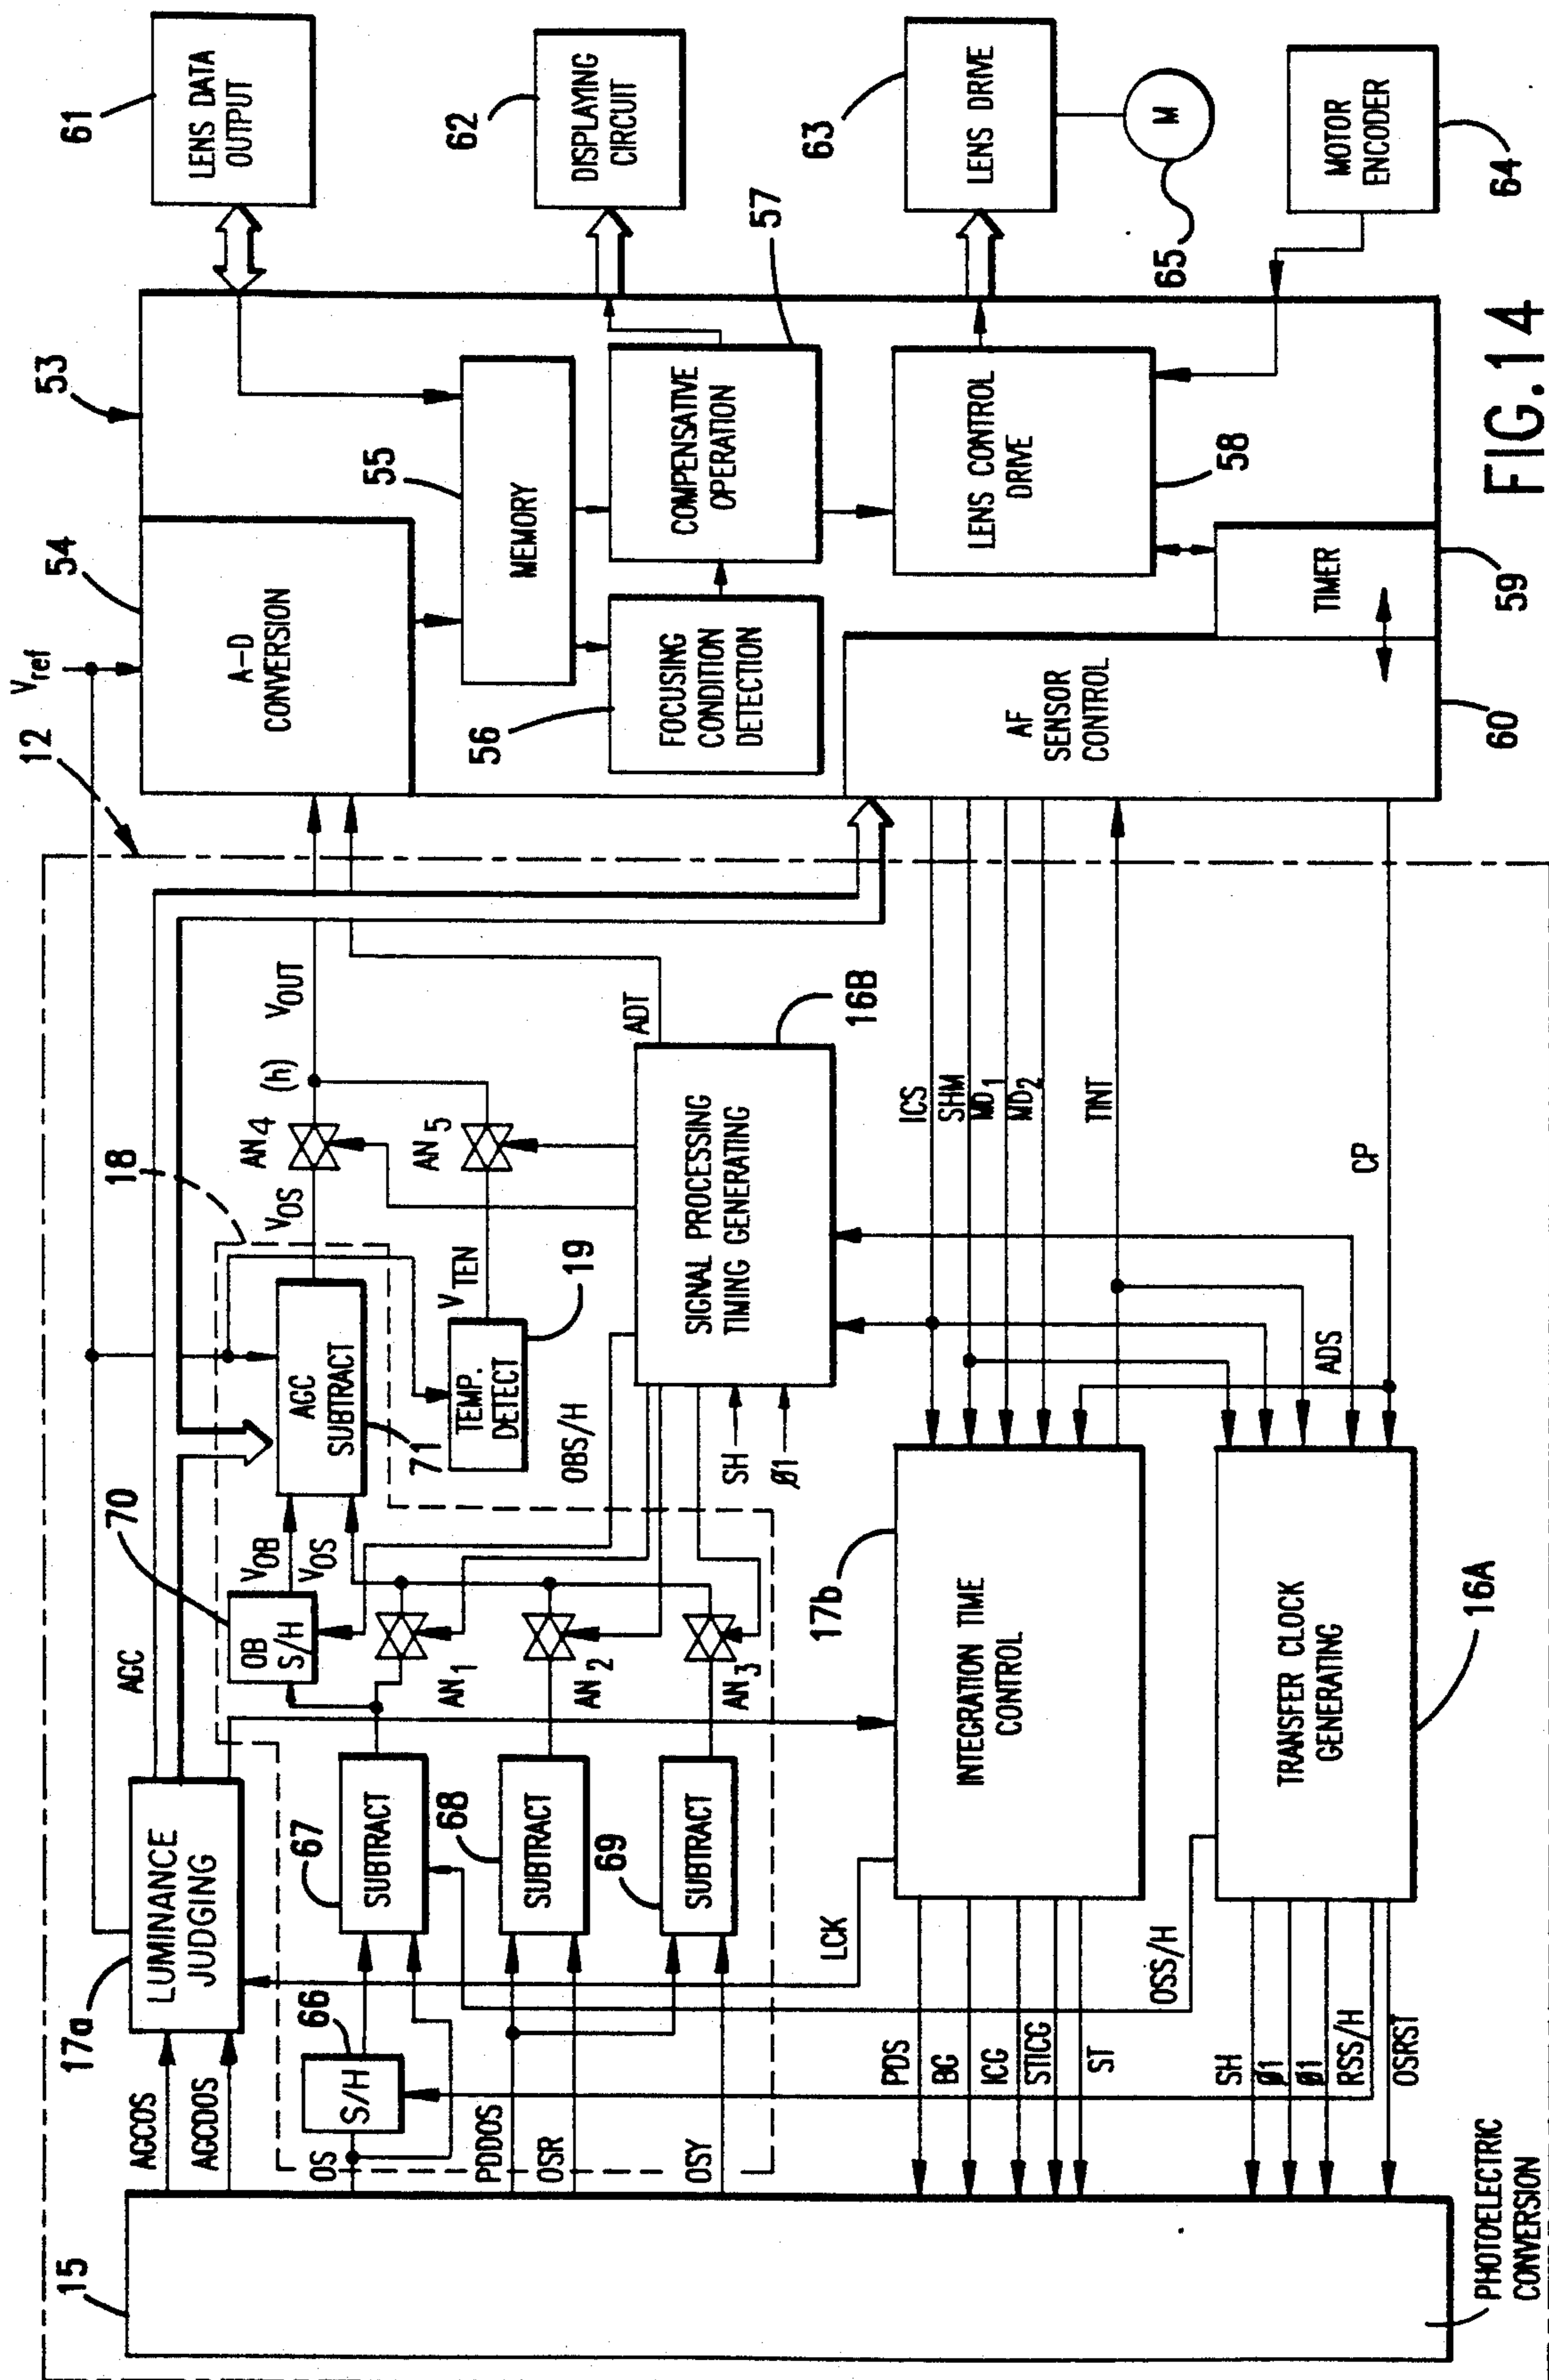 15
PHOTOELECTRIC
CONVERSION
AGCOS
AGCDOS
OS
PDDOS
OSR
OSY
17a
LUMINANCE
JUDGING
66
S/H
67
SUBTRACT
68
SUBTRACT
69
SUBTRACT
LCK
OSS/H
PDS
BG
ICG
STICG
ST
SH
Ø1
Ø1
RSS/H
OSRST
AGC
70
OB
S/H
VOB
VOS
AN1
AN2
AN3
17b
INTEGRATION TIME
CONTROL
TRANSFER CLOCK
GENERATING
16A
18
AGC
SUBTRACT
71
TEMP.
DETECT
19
VTEN
OBS/H
SH
Ø1
VOS
AN4
(h)
AN5
VOUT
ADT
SIGNAL PROCESSING
TIMING GENERATING
16B
ICS
SHM
MD1
MD2
TINT
ADS
CP
12
Vref
54
A-D
CONVERSION
53
55
MEMORY
56
FOCUSING
CONDITION
DETECTION
57
COMPENSATIVE
OPERATION
LENS CONTROL
DRIVE
58
AF
SENSOR
CONTROL
60
TIMER
59
61
LENS DATA
OUTPUT
62
DISPLAYING
CIRCUIT
63
LENS DRIVE
M
65
MOTOR
ENCODER
64
FIG.14